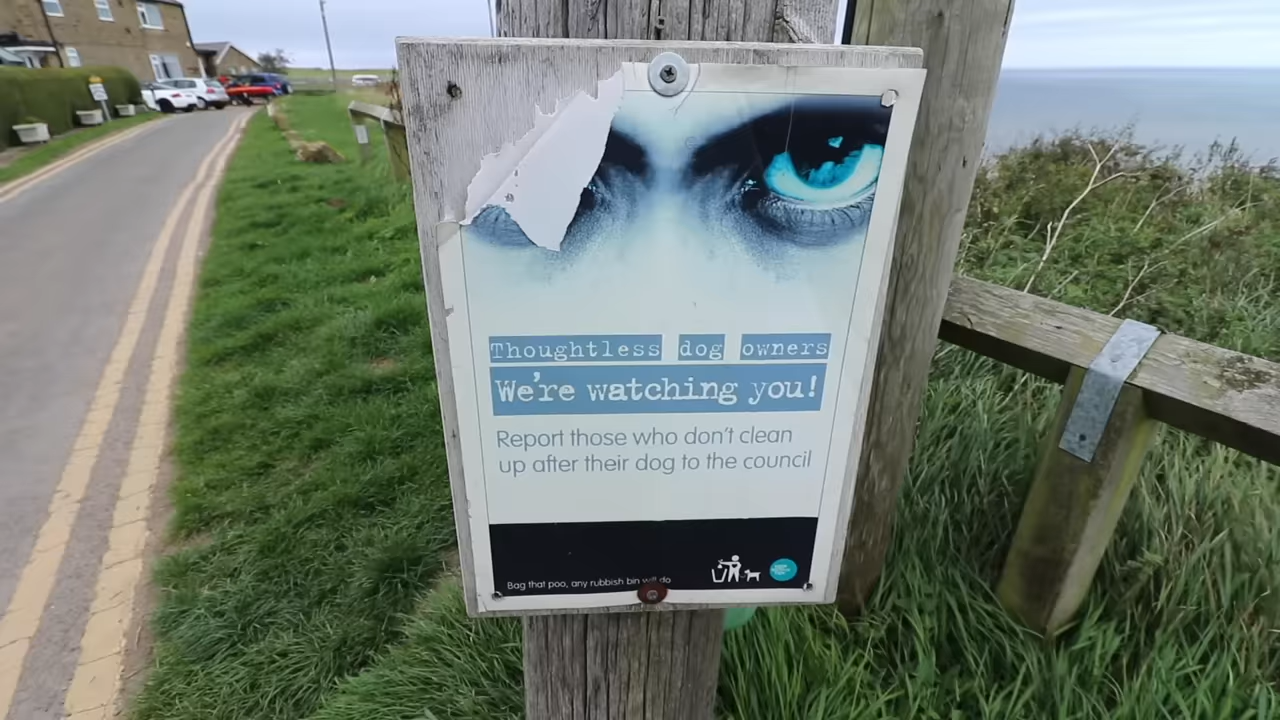 Thoughtless dog owners
We're watching you!
Report those who don't clean
up after their dog to the council
Bag that poo, any rubbish bin will do